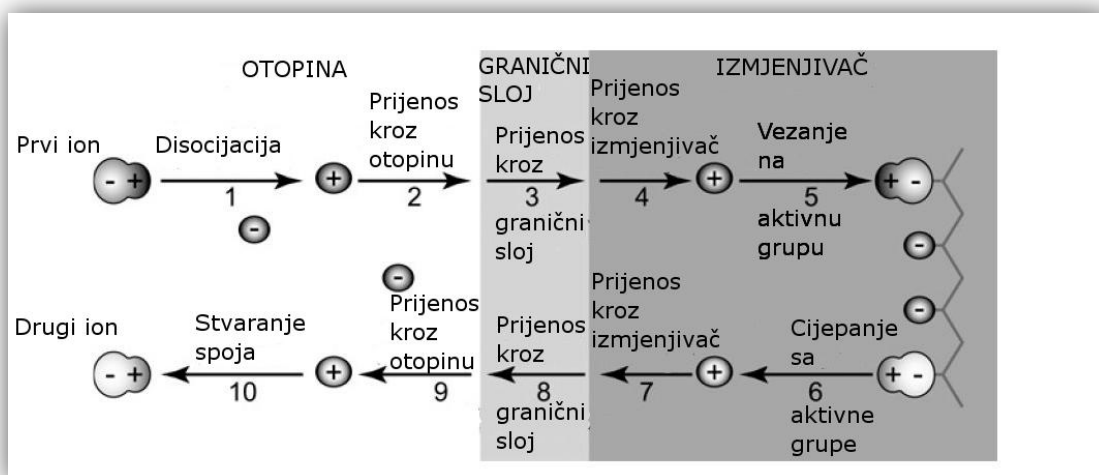 OTOPINA
GRANIČNI
SLOJ
IZMJENJIVAČ
Prvi ion
- +
Disocijacija
1
-
+
Prijenos
kroz
otopinu
2
Prijenos
kroz
3
granični
sloj
Prijenos
kroz
izmjenjivač
4
+
Vezanje
na
5
aktivnu
grupu
+ -
-
-
Drugi ion
- +
Stvaranje
spoja
10
+
-
Prijenos
kroz
otopinu
9
Prijenos
kroz
8
granični
sloj
Prijenos
kroz
izmjenjivač
7
+
Cijepanje
sa
6
aktivne
grupe
+ -